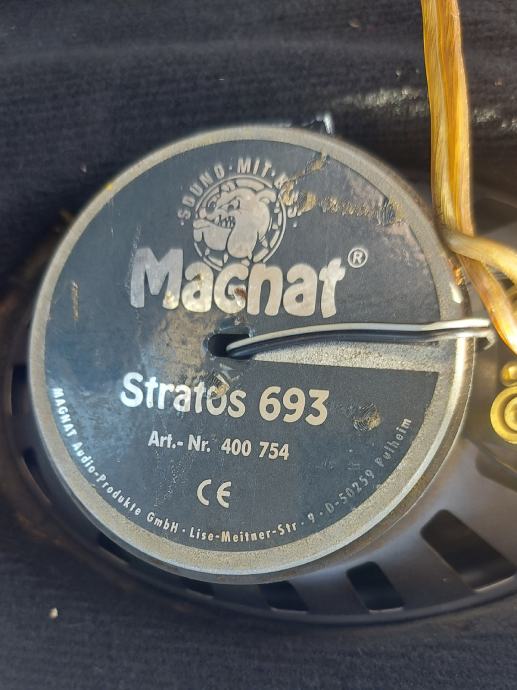 SOUND·MIT·BISS
Magnat®
Stratos 693
Art.- Nr. 400 754
CE
MAGNAT Audio-Produkte GmbH · Lise-Meitner-Str · 9 · D-50259 Pulheim